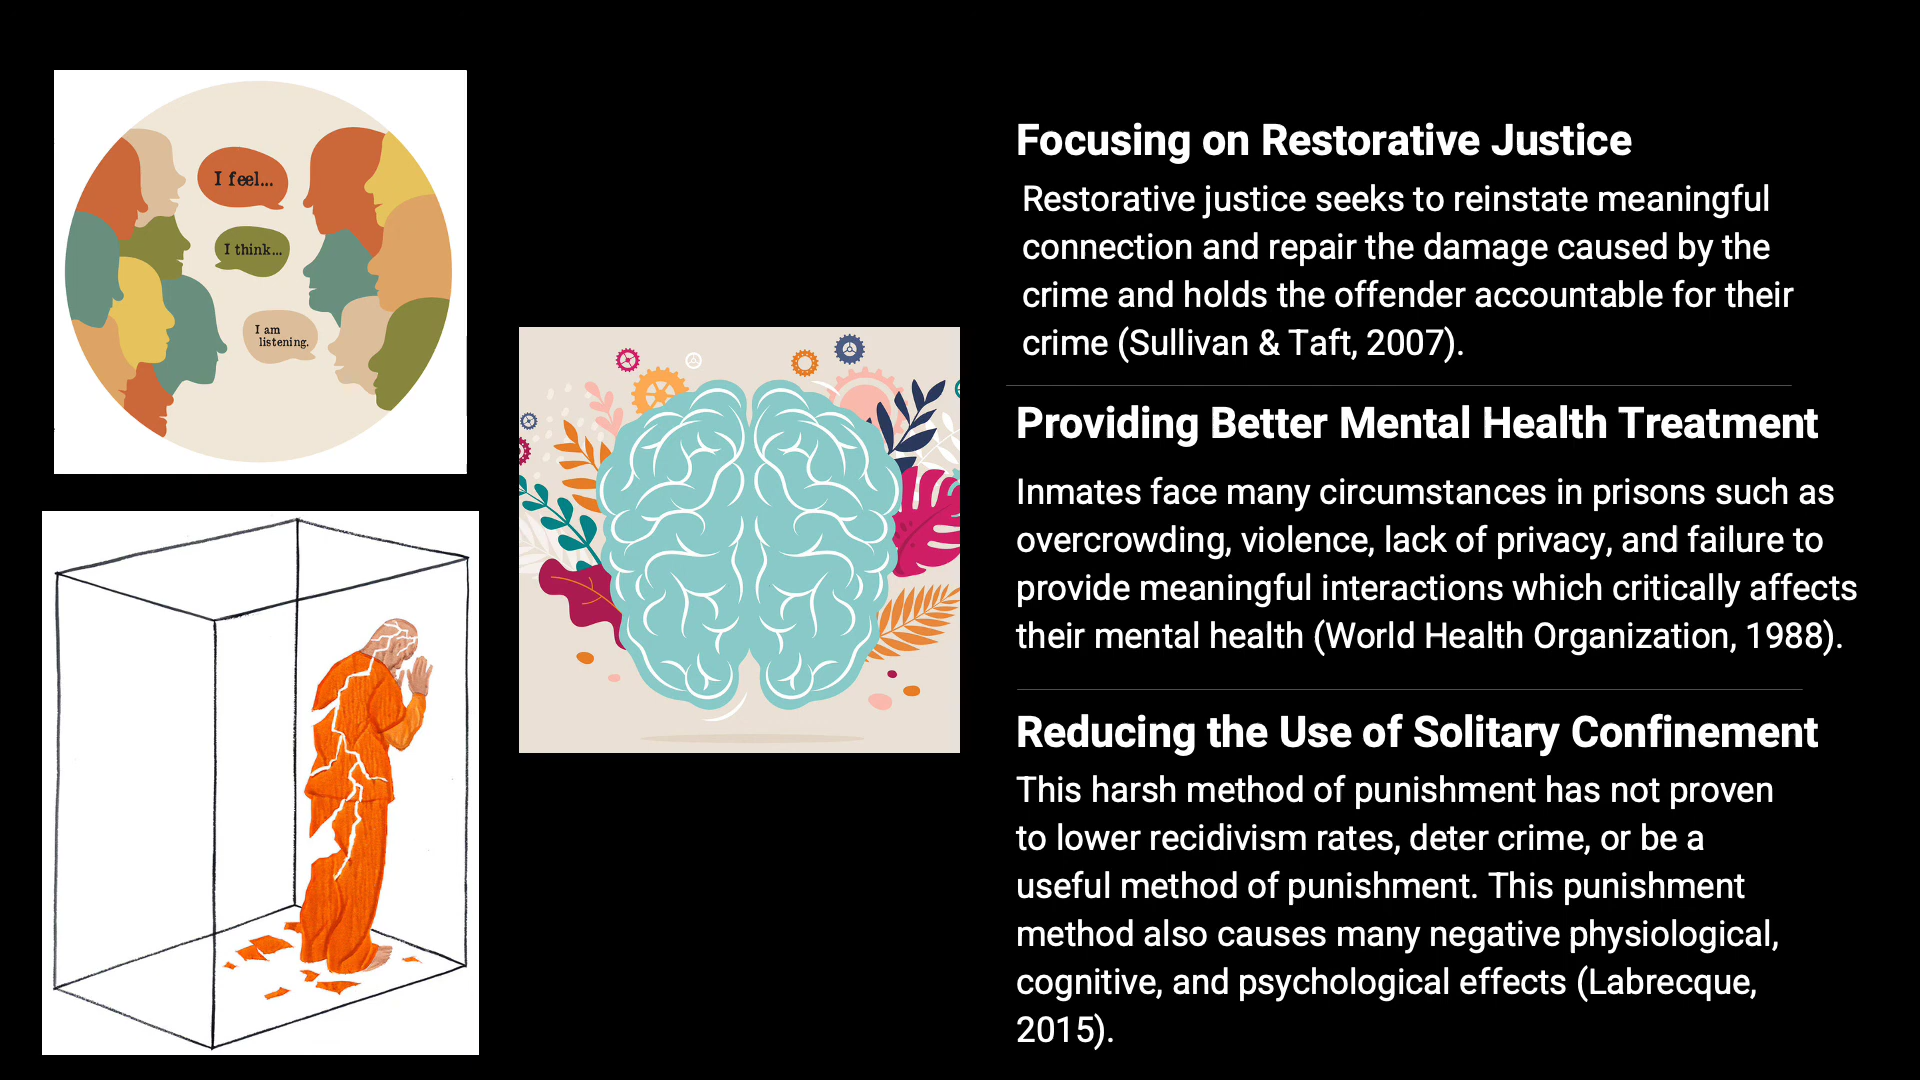 I feel...
I think...
I am
listening.
Focusing on Restorative Justice
Restorative justice seeks to reinstate meaningful
connection and repair the damage caused by the
crime and holds the offender accountable for their
crime (Sullivan & Taft, 2007).
Providing Better Mental Health Treatment
Inmates face many circumstances in prisons such as
overcrowding, violence, lack of privacy, and failure to
provide meaningful interactions which critically affects
their mental health (World Health Organization, 1988).
Reducing the Use of Solitary Confinement
This harsh method of punishment has not proven
to lower recidivism rates, deter crime, or be a
useful method of punishment. This punishment
method also causes many negative physiological,
cognitive, and psychological effects (Labrecque,
2015).